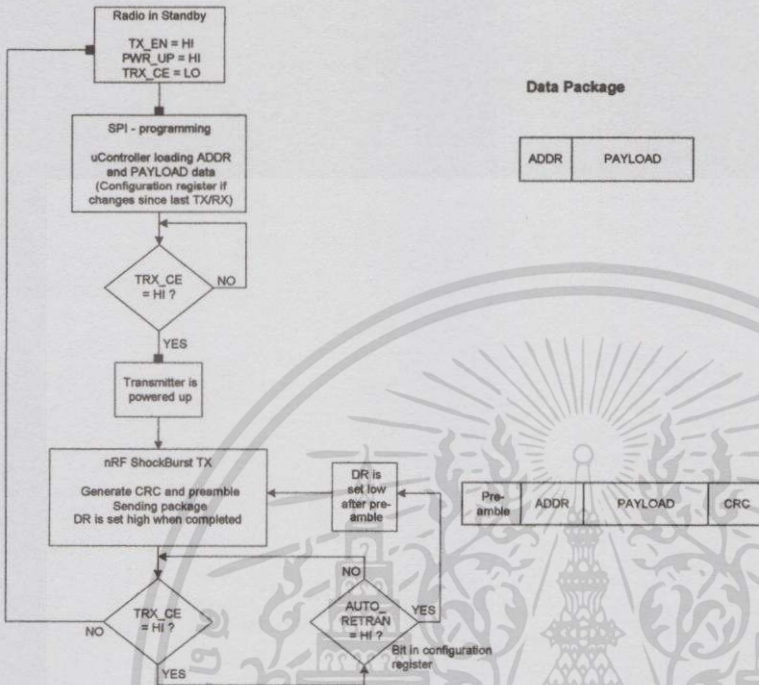 Radio in Standby
TX_EN = HI
PWR_UP = HI
TRX_CE = LO
Data Package
SPI - programming
uController loading ADDR
and PAYLOAD data
(Configuration register if
changes since last TX/RX)
ADDR
PAYLOAD
TRX_CE
= HI ?
NO
YES
Transmitter is
powered up
nRF ShockBurst TX
Generate CRC and preamble
Sending package
DR is set high when completed
DR is
set low
after pre-
amble
Pre-
amble
ADDR
PAYLOAD
CRC
NO
TRX_CE
= HI ?
NO
YES
AUTO_
RETRAN
= HI ?
YES
Bit in configuration
register